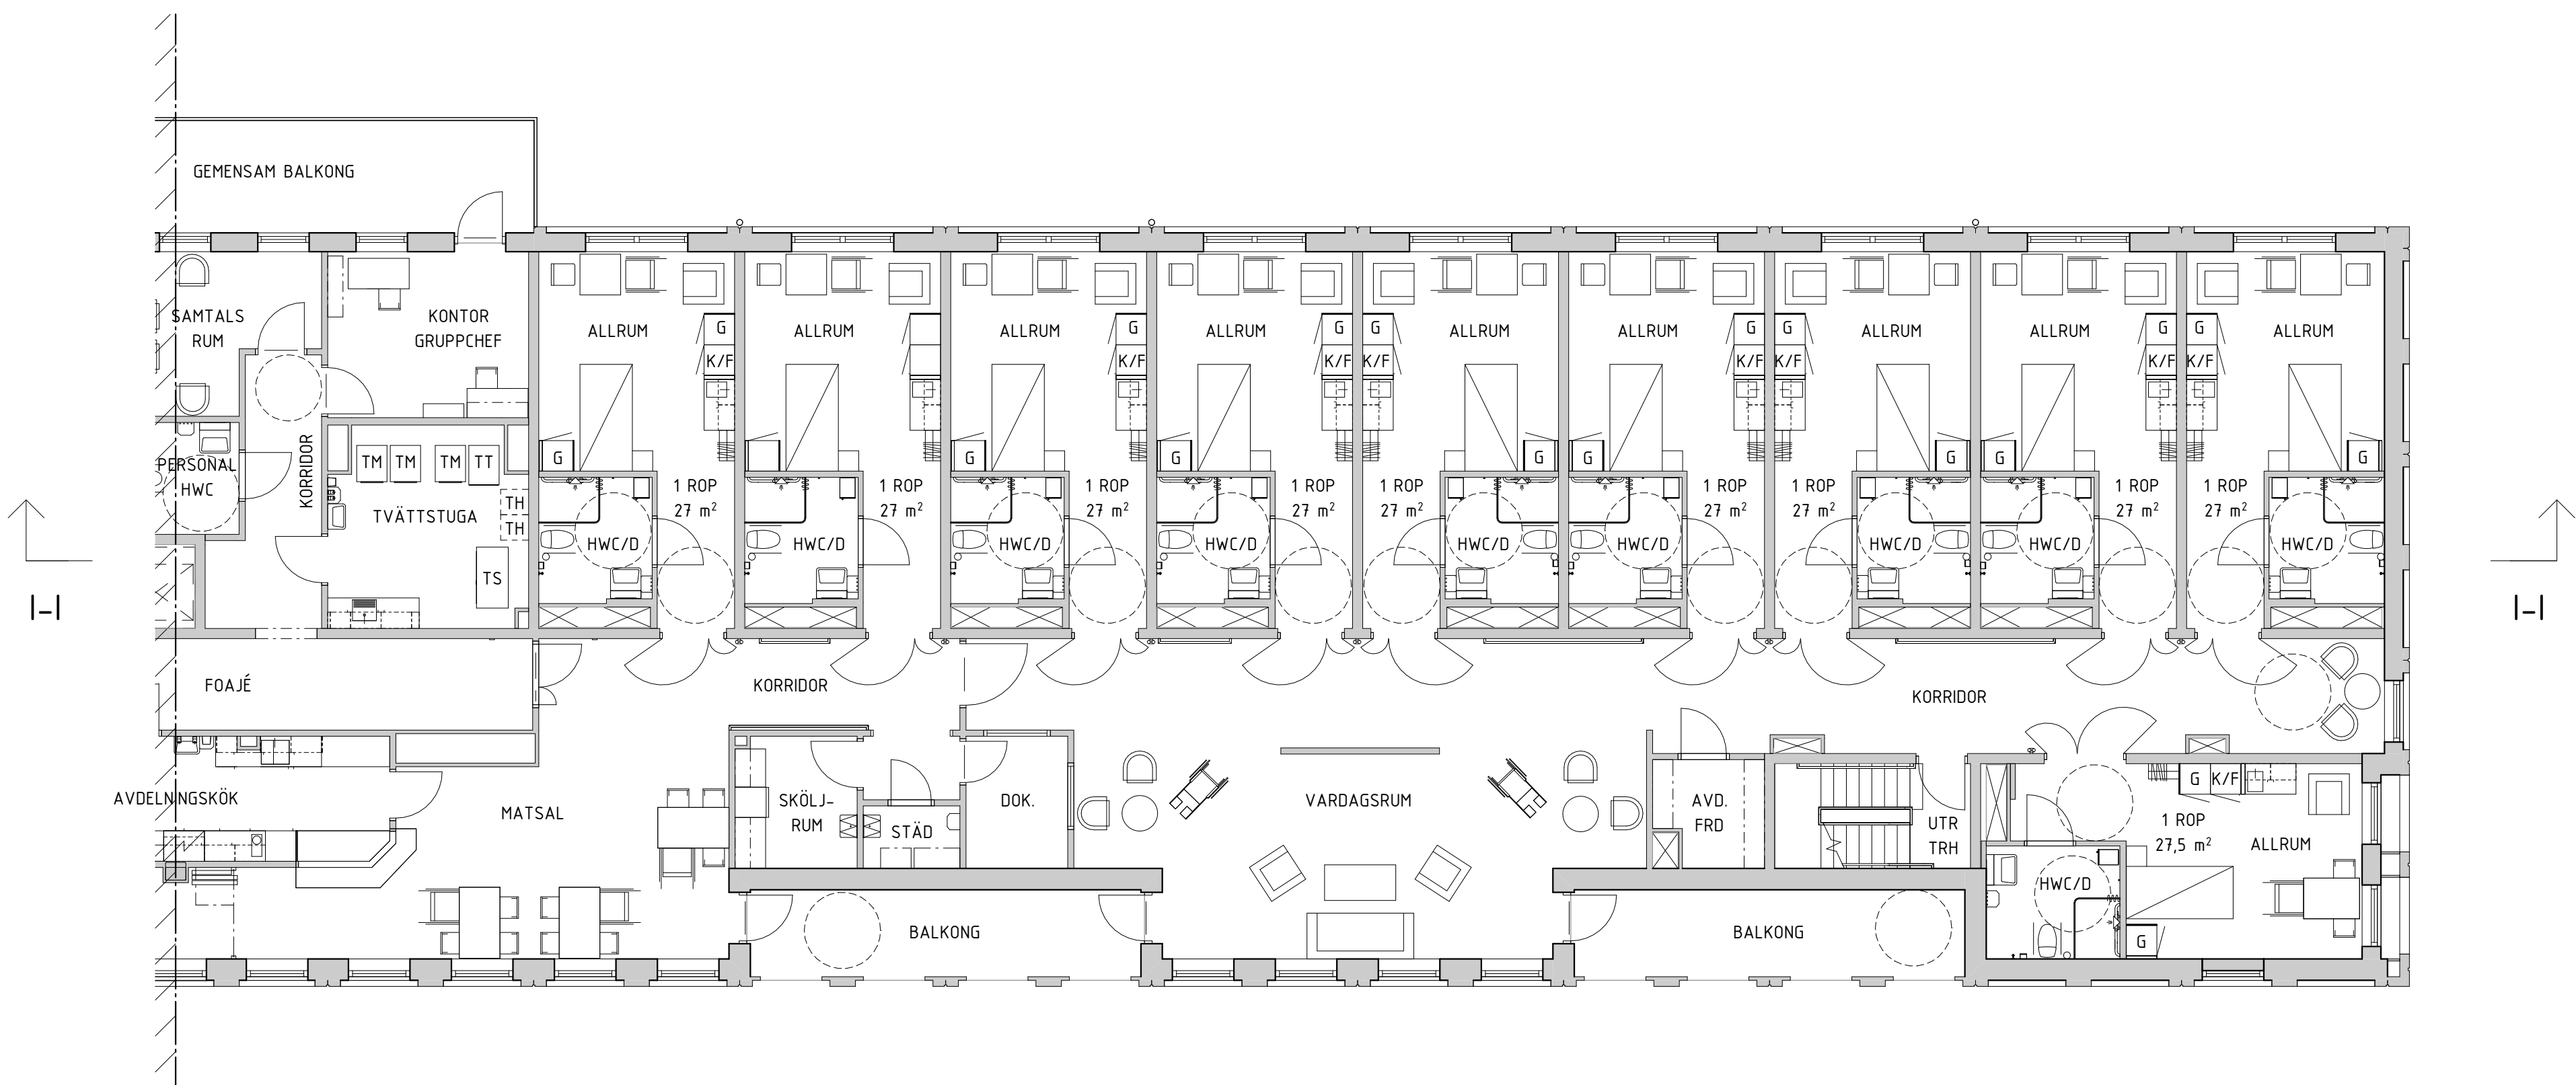 GEMENSAM BALKONG
SAMTALS
RUM
KONTOR
GRUPPCHEF
ALLRUM
ALLRUM
ALLRUM
ALLRUM
ALLRUM
ALLRUM
ALLRUM
ALLRUM
ALLRUM
G
G
G
G
G
G
G
G
K/F
K/F
K/F
K/F
K/F
K/F
K/F
K/F
G
G
G
G
G
G
G
G
PERSONAL
HWC
KORRIDOR
TM
TM
TM
TT
TH
TH
TVÄTTSTUGA
TS
1 ROP
27 m²
1 ROP
27 m²
1 ROP
27 m²
1 ROP
27 m²
1 ROP
27 m²
1 ROP
27 m²
1 ROP
27 m²
1 ROP
27 m²
1 ROP
27 m²
HWC/D
HWC/D
HWC/D
HWC/D
HWC/D
HWC/D
HWC/D
HWC/D
HWC/D
I-I
I-I
FOAJÉ
KORRIDOR
KORRIDOR
AVDELNINGSKÖK
MATSAL
SKÖLJ-
RUM
STÄD
DOK.
VARDAGSRUM
AVD.
FRD
UTR
TRH
G
K/F
1 ROP
27,5 m²
ALLRUM
HWC/D
G
BALKONG
BALKONG